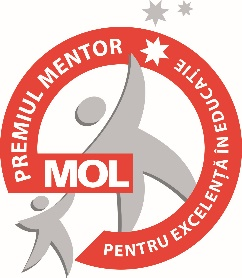 PREMIUL MENTOR
MOL
PENTRU EXCELENȚĂ ÎN EDUCAȚIE